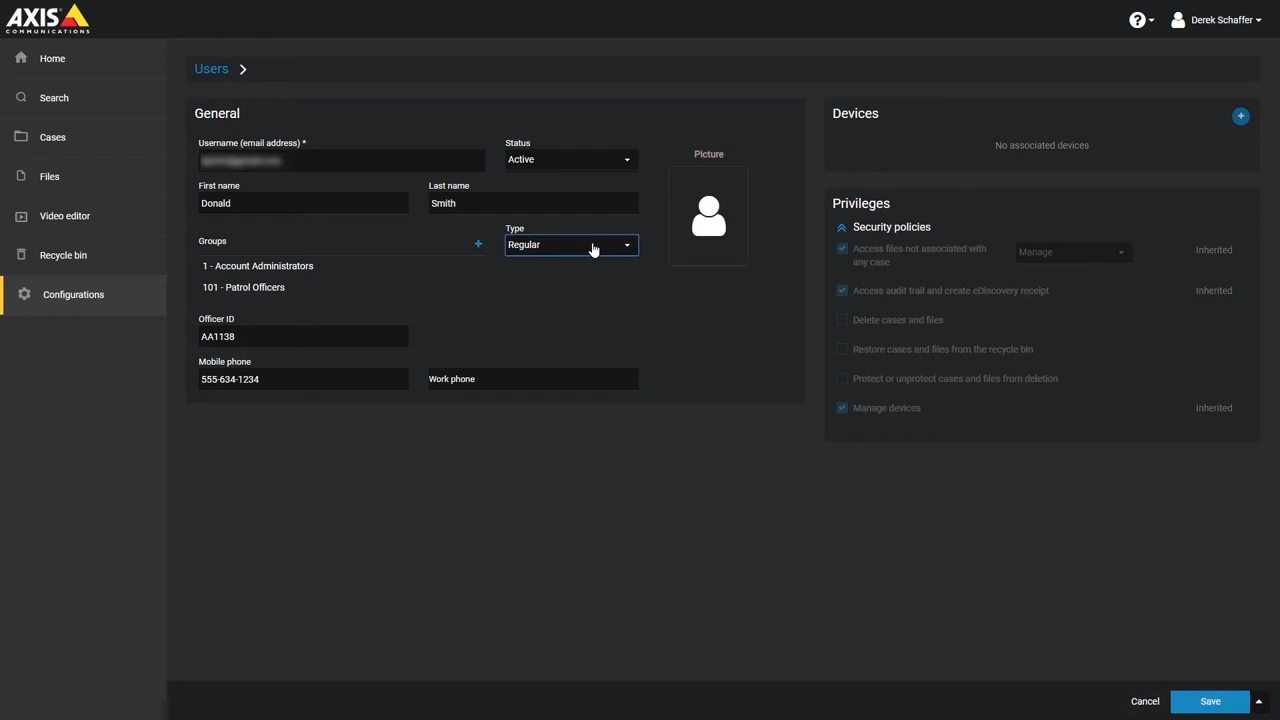 AXIS
COMMUNICATIONS
?
Derek Schaffer
Home
Search
Cases
Files
Video editor
Recycle bin
Configurations
Users
General
Username (email address) *
Status
Active
First name
Donald
Last name
Smith
Groups
+
Type
Regular
1 - Account Administrators
101 - Patrol Officers
Officer ID
AA1138
Mobile phone
555-634-1234
Work phone
Picture
Devices
+
No associated devices
Privileges
Security policies
Access files not associated with
any case
Manage
Inherited
Access audit trail and create eDiscovery receipt
Inherited
Delete cases and files
Restore cases and files from the recycle bin
Protect or unprotect cases and files from deletion
Manage devices
Inherited
Cancel
Save